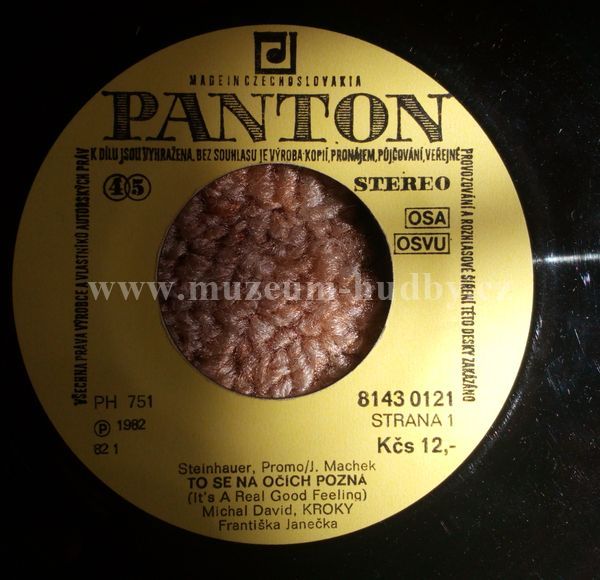 MADE IN CZECHOSLOVAKIA
PANTON
VŠECHNA PRÁVA VÝROBCE A VLASTNÍKŮ AUTORSKÝCH PRÁV
K DÍLU JSOU VYHRAŽENA. BEZ SOUHLASU JE VÝROBA KOPIÍ, PRONÁJEM, PŮJČOVÁNÍ, VEŘEJNÉ
PROVOZOVÁNÍ A ROZHLASOVÉ ŠÍŘENÍ TÉTO DESKY ZAKÁZÁNO
45
STEREO
OSA
OSVU
www.muzeum-hudby.cz
PH 751
8143 0121
STRANA 1
Ⓟ 1982
82 1
Kčs 12,-
Steinhauer, Promo/J. Machek
TO SE NA OČÍCH POZNÁ
(It's A Real Good Feeling)
Michal David, KROKY
Františka Janečka